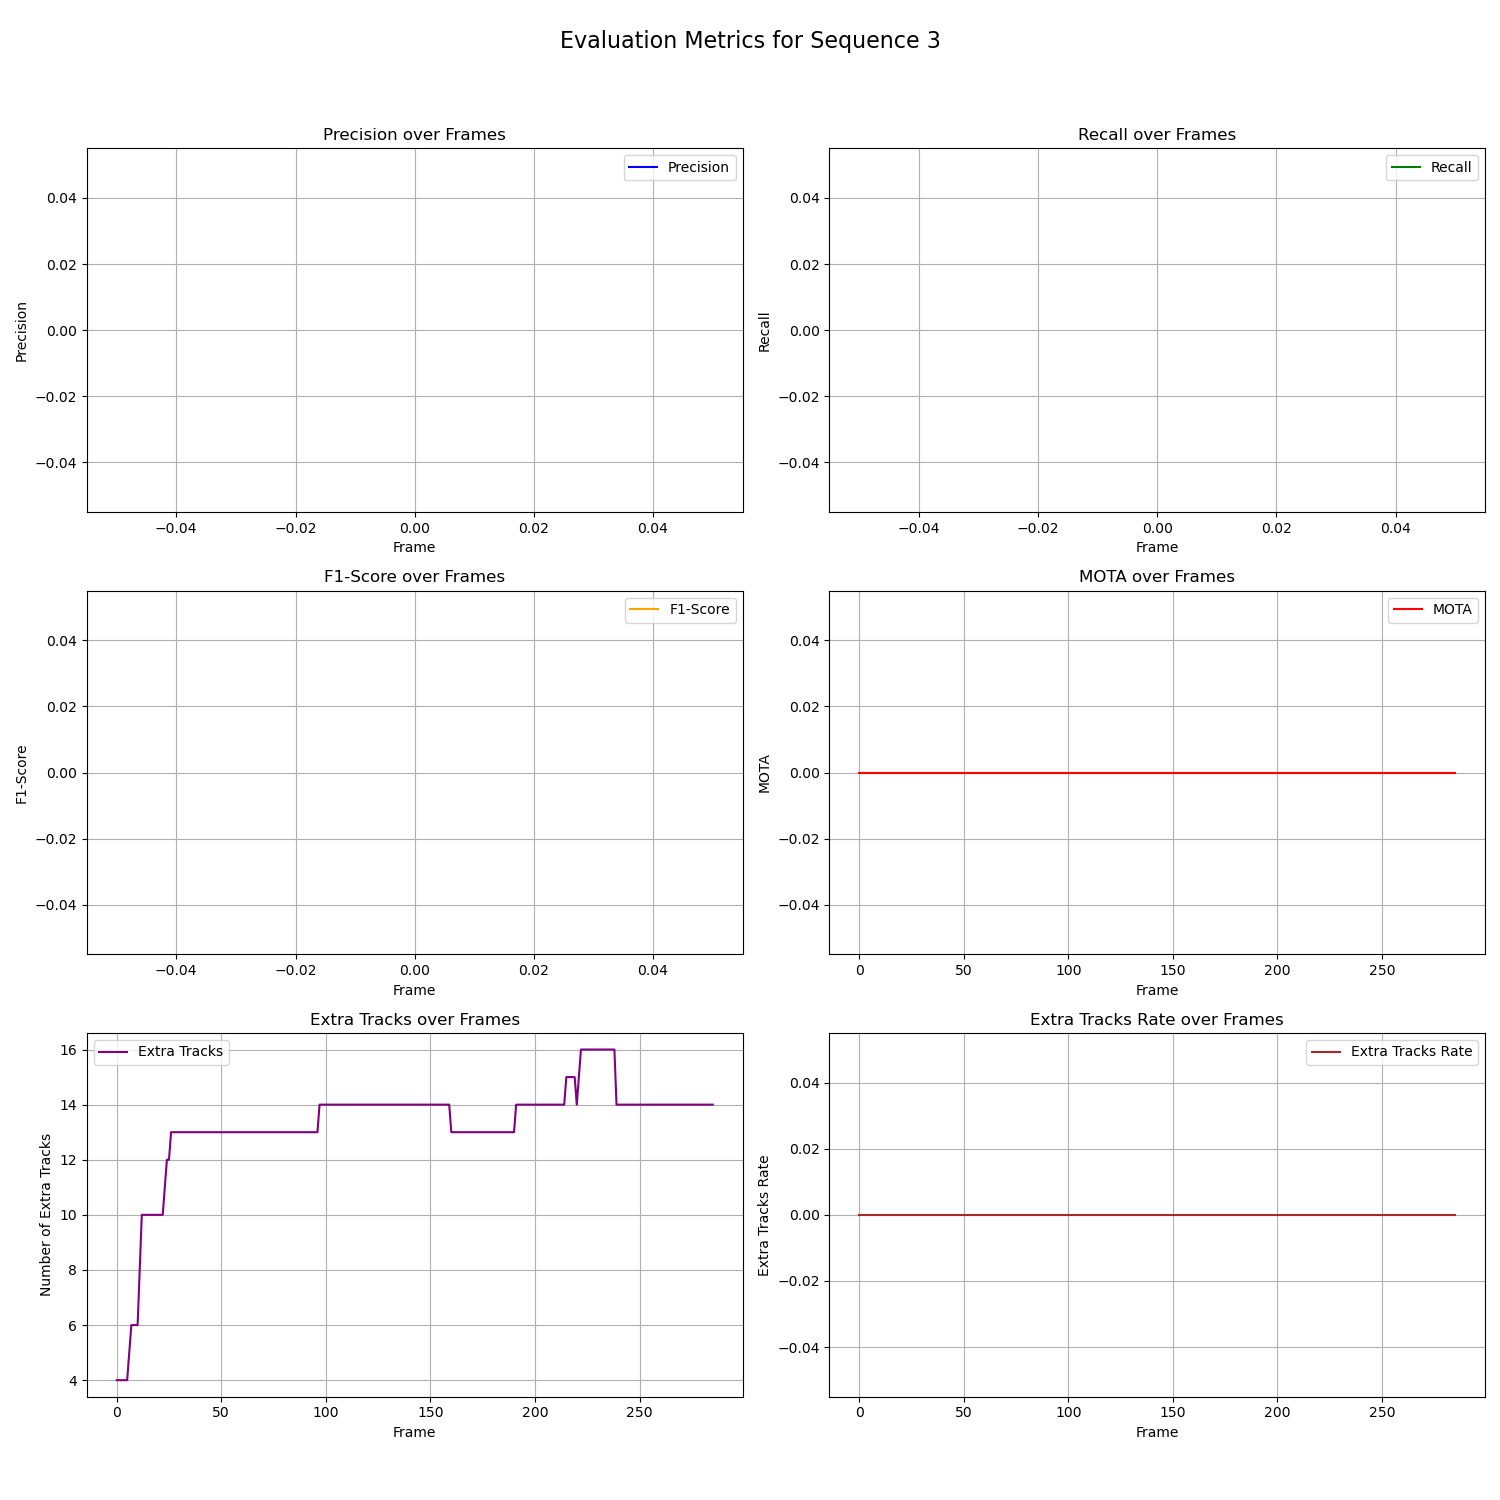 Evaluation Metrics for Sequence 3
Precision over Frames
Precision
0.04
0.02
0.00
−0.02
−0.04
Precision
−0.04 −0.02 0.00 0.02 0.04
Frame
Recall over Frames
Recall
0.04
0.02
0.00
−0.02
−0.04
Recall
−0.04 −0.02 0.00 0.02 0.04
Frame
F1-Score over Frames
F1-Score
0.04
0.02
0.00
−0.02
−0.04
F1-Score
−0.04 −0.02 0.00 0.02 0.04
Frame
MOTA over Frames
MOTA
0.04
0.02
0.00
−0.02
−0.04
MOTA
0 50 100 150 200 250
Frame
Extra Tracks over Frames
Extra Tracks
16
14
12
10
8
6
4
Number of Extra Tracks
0 50 100 150 200 250
Frame
Extra Tracks Rate over Frames
Extra Tracks Rate
0.04
0.02
0.00
−0.02
−0.04
Extra Tracks Rate
0 50 100 150 200 250
Frame